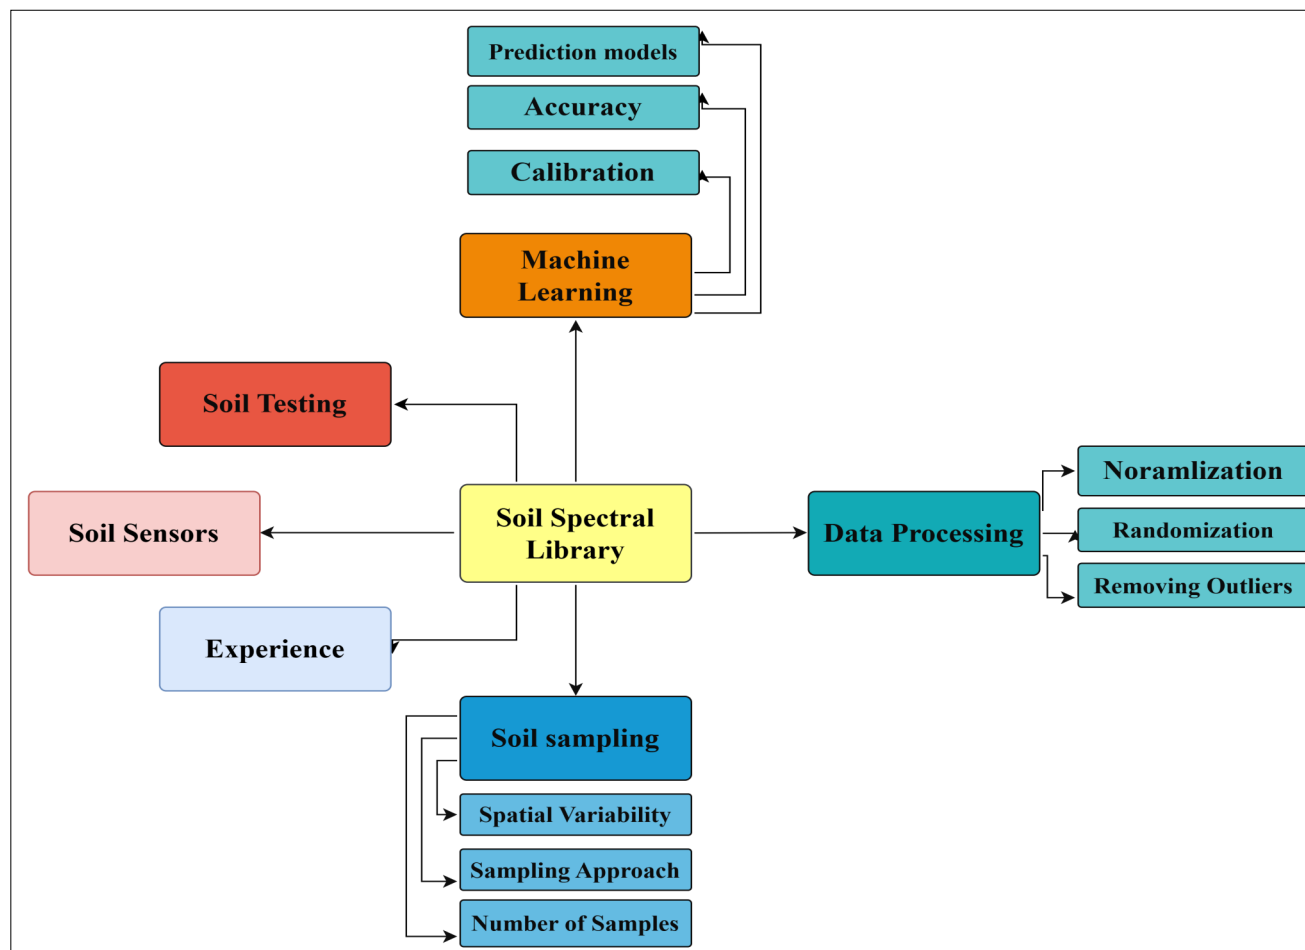 Prediction models
Accuracy
Calibration
Machine
Learning
Soil Testing
Soil Sensors
Soil Spectral
Library
Data Processing
Noramlization
Randomization
Removing Outliers
Experience
Soil sampling
Spatial Variability
Sampling Approach
Number of Samples